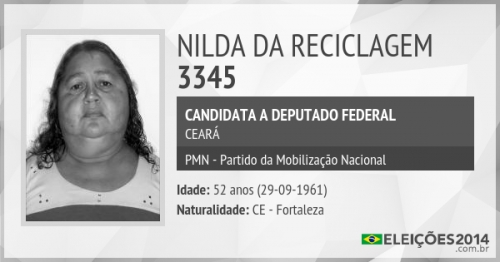 NILDA DA RECICLAGEM
3345
CANDIDATA A DEPUTADO FEDERAL
CEARÁ
PMN - Partido da Mobilização Nacional
Idade: 52 anos (29-09-1961)
Naturalidade: CE - Fortaleza
ELEIÇÕES2014
.com.br